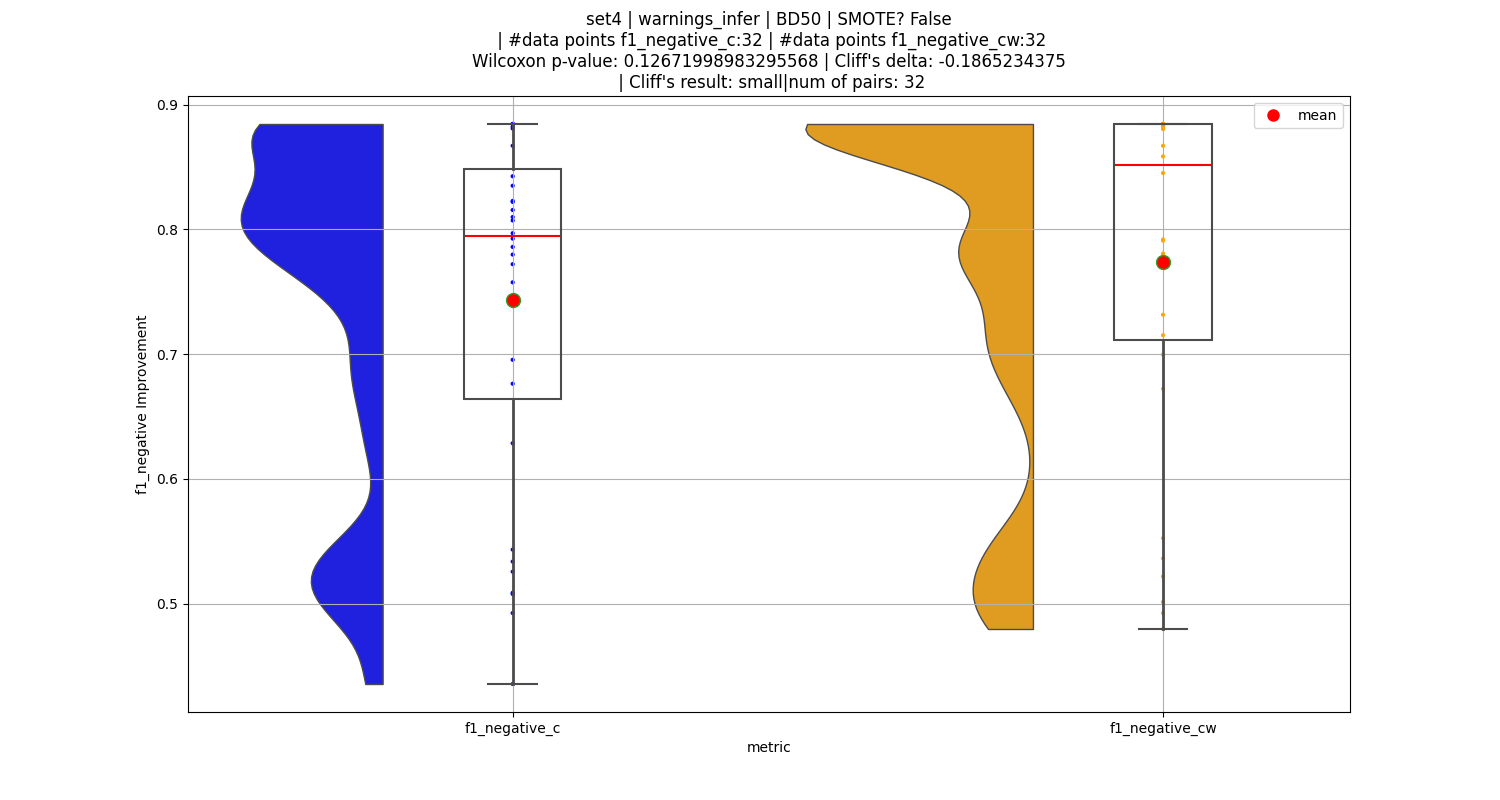 set4 | warnings_infer | BD50 | SMOTE? False
| #data points f1_negative_c:32 | #data points f1_negative_cw:32
Wilcoxon p-value: 0.12671998983295568 | Cliff's delta: -0.1865234375
| Cliff's result: small|num of pairs: 32
mean
0.9
0.8
0.7
0.6
0.5
f1_negative Improvement
f1_negative_c
f1_negative_cw
metric